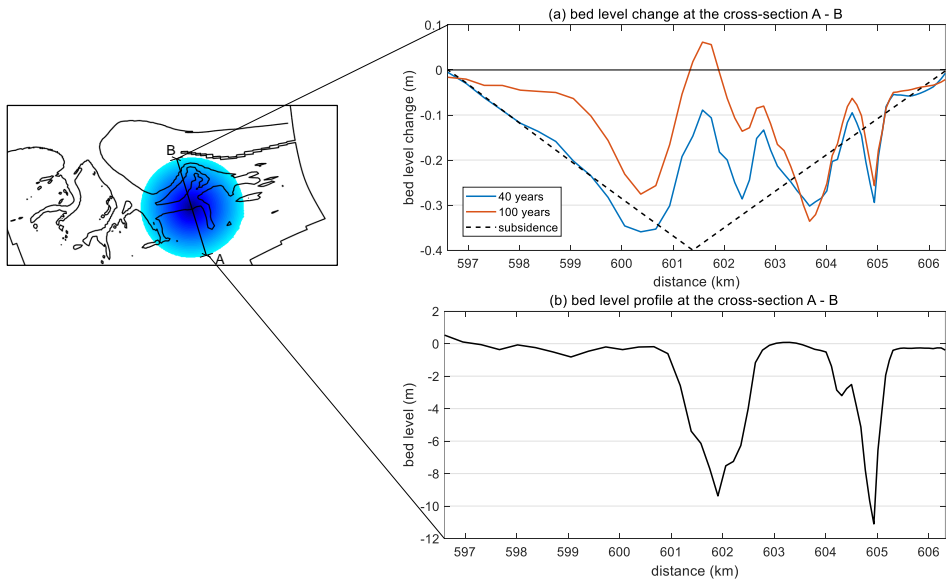 (a) bed level change at the cross-section A - B
0.1
0
-0.1
-0.2
-0.3
-0.4
bed level change (m)
40 years
100 years
subsidence
597 598 599 600 601 602 603 604 605 606
distance (km)
B
A
(b) bed level profile at the cross-section A - B
2
0
-2
-4
-6
-8
-10
-12
bed level (m)
597 598 599 600 601 602 603 604 605 606
distance (km)